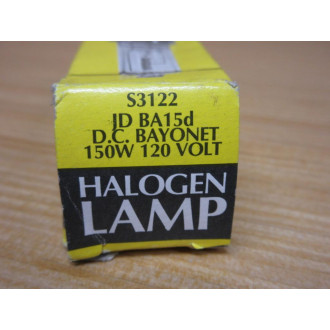 S3122
JD BA15d
D.C. BAYONET
150W 120 VOLT
HALOGEN
LAMP